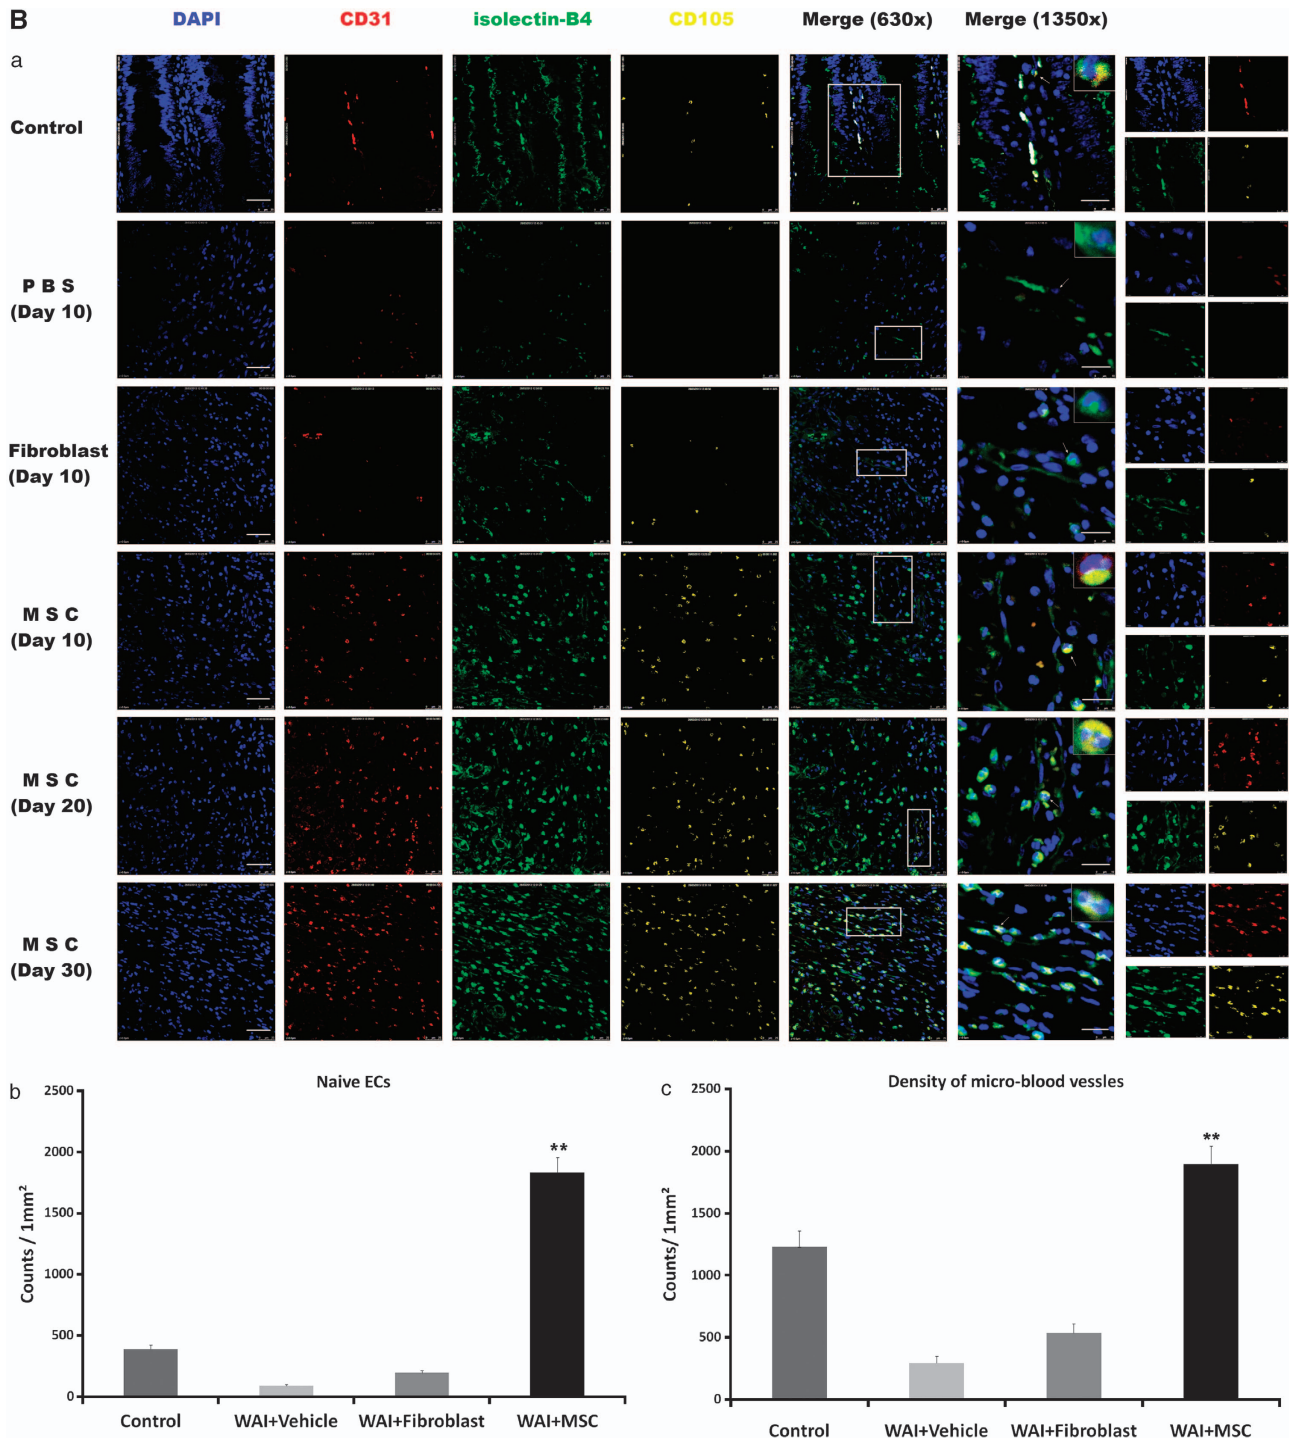 B
DAPI CD31 isolectin-B4 CD105 Merge (630x) Merge (1350x)
a
Control
P B S
(Day 10)
Fibroblast
(Day 10)
M S C
(Day 10)
M S C
(Day 20)
M S C
(Day 30)
b
Naive ECs
Counts / 1mm²
2500
2000
1500
1000
500
0
**
Control WAI+Vehicle WAI+Fibroblast WAI+MSC
c
Density of micro-blood vessles
Counts/ 1mm²
2500
2000
1500
1000
500
0
**
Control WAI+Vehicle WAI+Fibroblast WAI+MSC